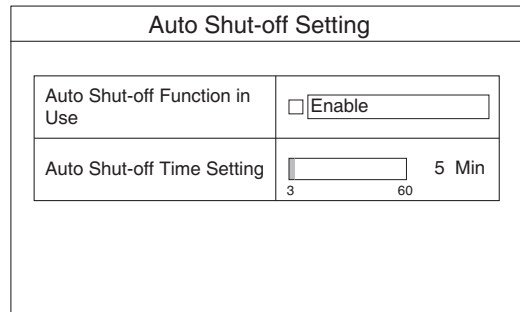 Auto Shut-off Setting
Auto Shut-off Function in
Use
Enable
Auto Shut-off Time Setting
5 Min
3 60